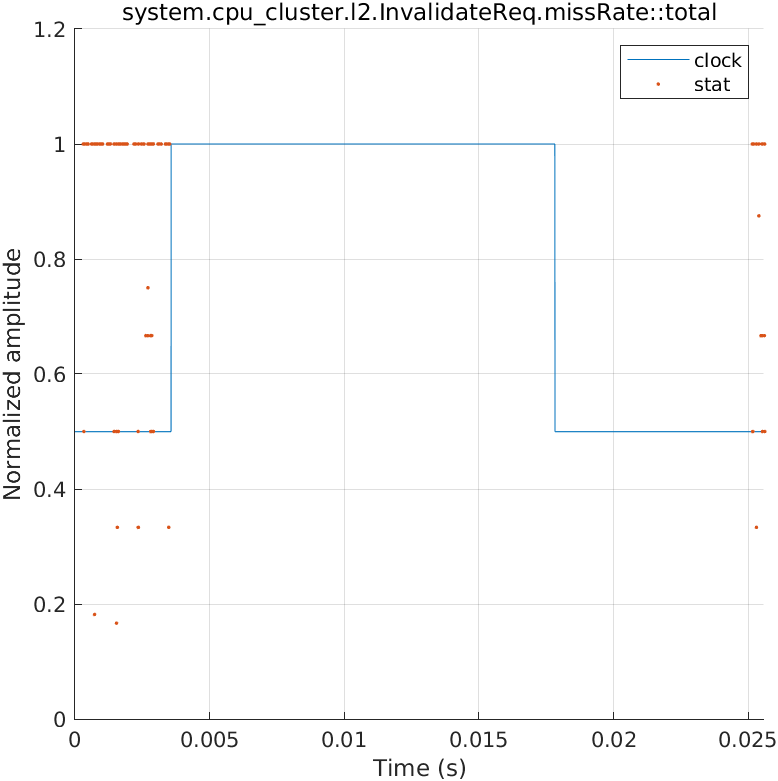 system.cpu_cluster.l2.InvalidateReq.missRate::total
1.2
1
0.8
0.6
0.4
0.2
0
Normalized amplitude
clock
stat
0 0.005 0.01 0.015 0.02 0.025
Time (s)